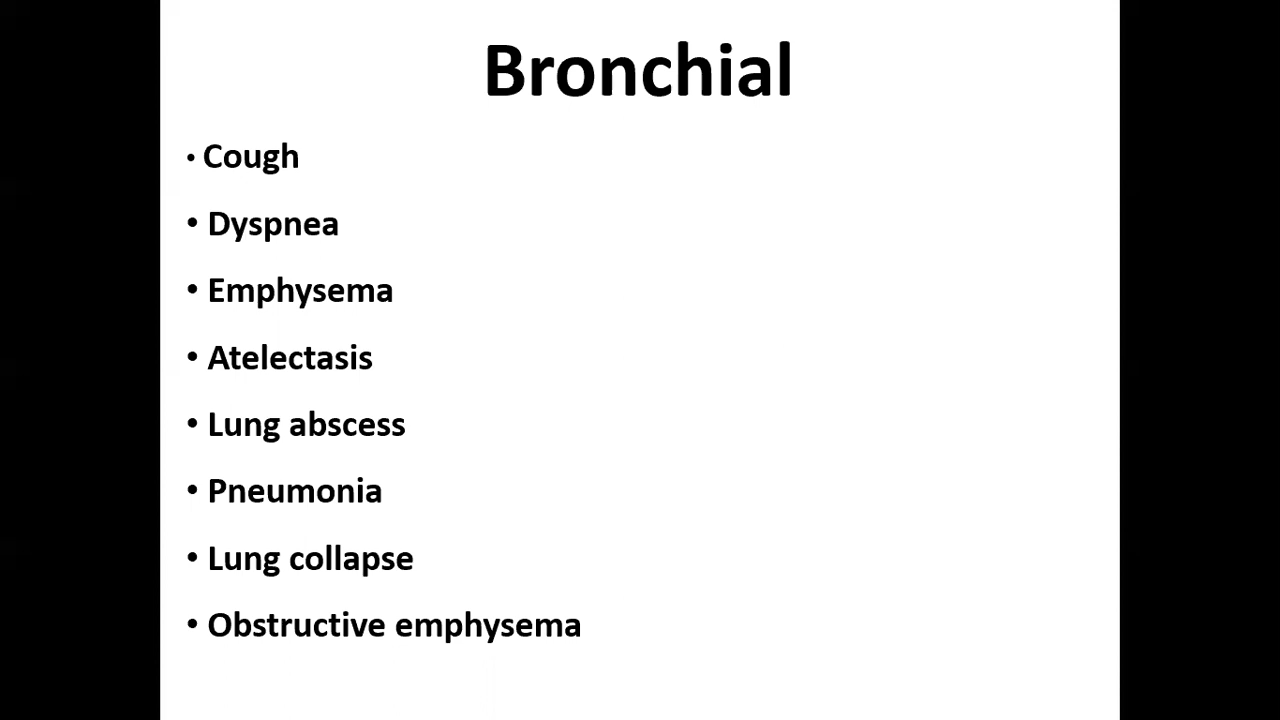 Bronchial
• Cough
• Dyspnea
• Emphysema
• Atelectasis
• Lung abscess
• Pneumonia
• Lung collapse
• Obstructive emphysema